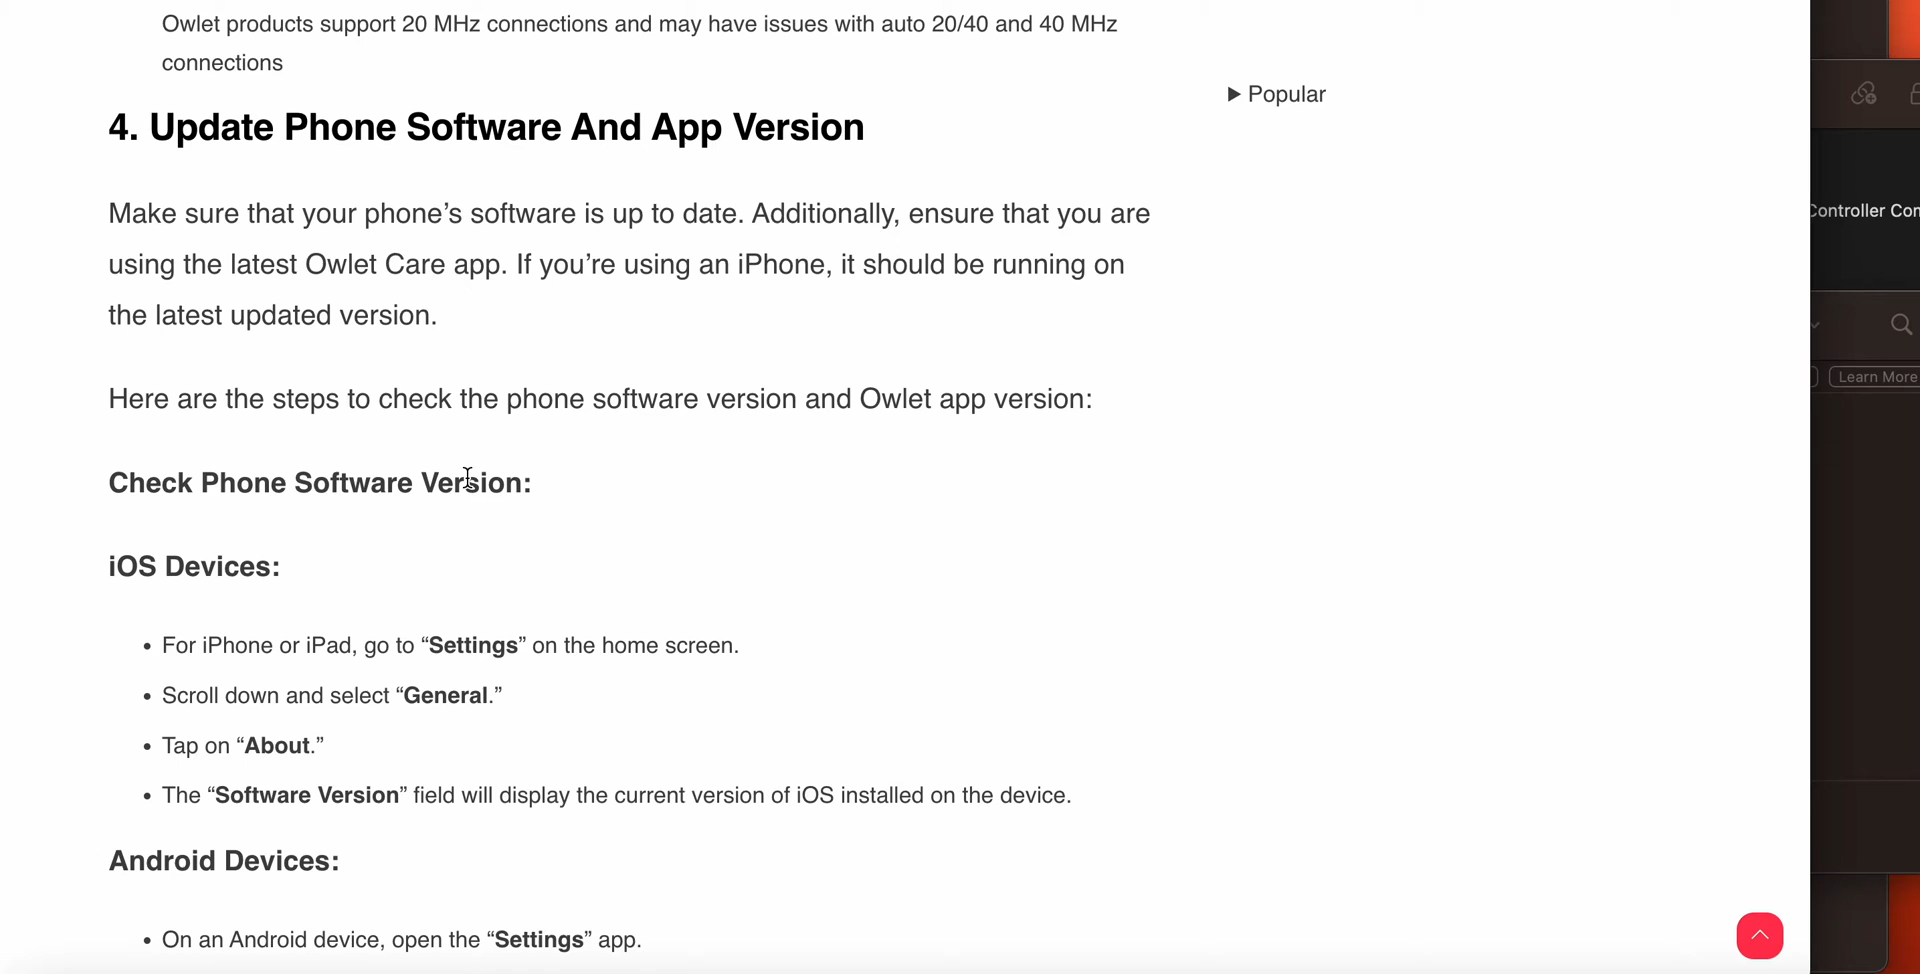 Owlet products support 20 MHz connections and may have issues with auto 20/40 and 40 MHz
connections
▶ Popular
4. Update Phone Software And App Version
Make sure that your phone’s software is up to date. Additionally, ensure that you are
using the latest Owlet Care app. If you’re using an iPhone, it should be running on
the latest updated version.
Here are the steps to check the phone software version and Owlet app version:
Check Phone Software Version:
iOS Devices:
• For iPhone or iPad, go to “Settings” on the home screen.
• Scroll down and select “General.”
• Tap on “About.”
• The “Software Version” field will display the current version of iOS installed on the device.
Android Devices:
• On an Android device, open the “Settings” app.
Controller
Learn More